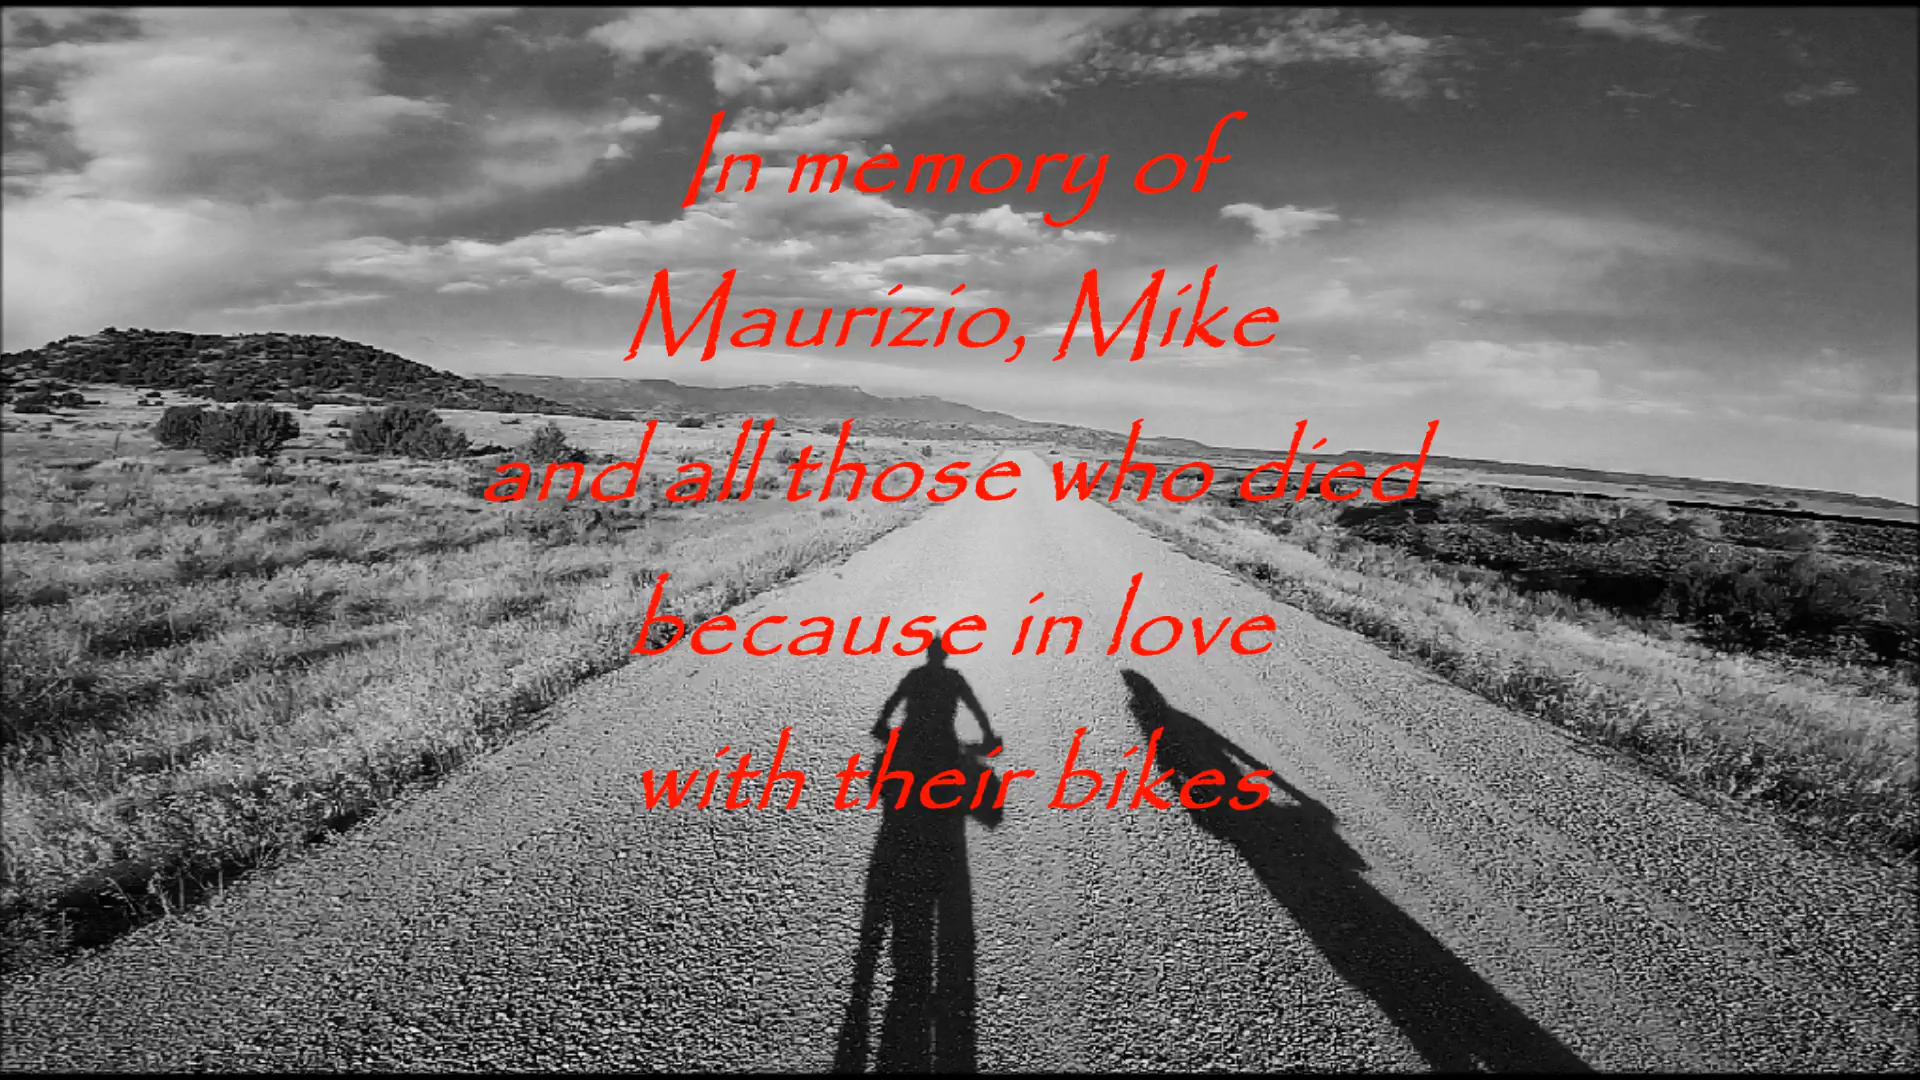 In memory of
Maurizio, Mike
and all those who died
because in love
with their bikes